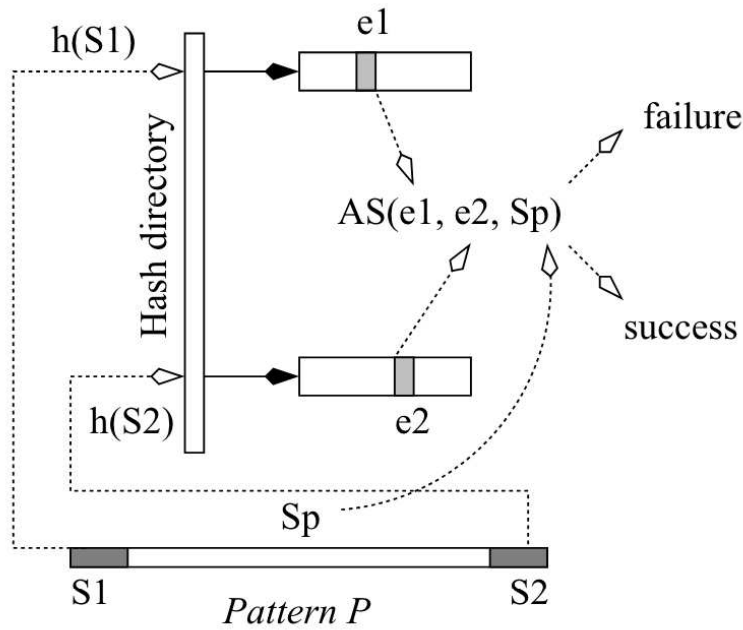 e1
h(S1)
failure
Hash directory
AS(e1, e2, Sp)
success
h(S2)
e2
Sp
S1
S2
Pattern P